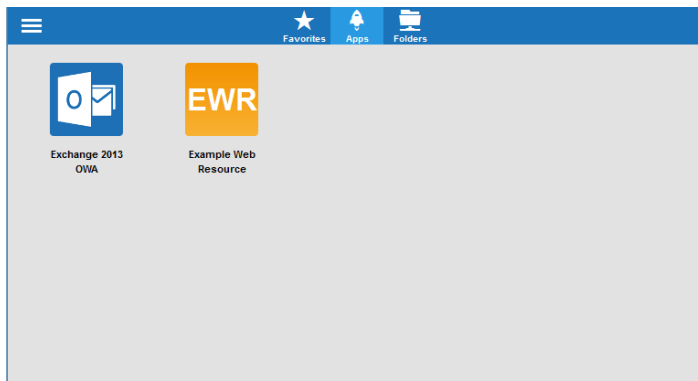 Favorites Apps Folders
O
EWR
Exchange 2013
OWA
Example Web
Resource